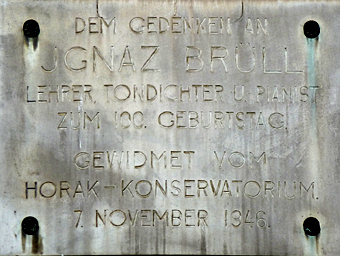 DEM GEDENKEN AN
JGNAZ BRÜLL
LEHRER, TONDICHTER U. PIANIST
ZUM 100. GEBURTSTAG.
GEWIDMET VOM
HORAK-KONSERVATORIUM.
7. NOVEMBER 1946.